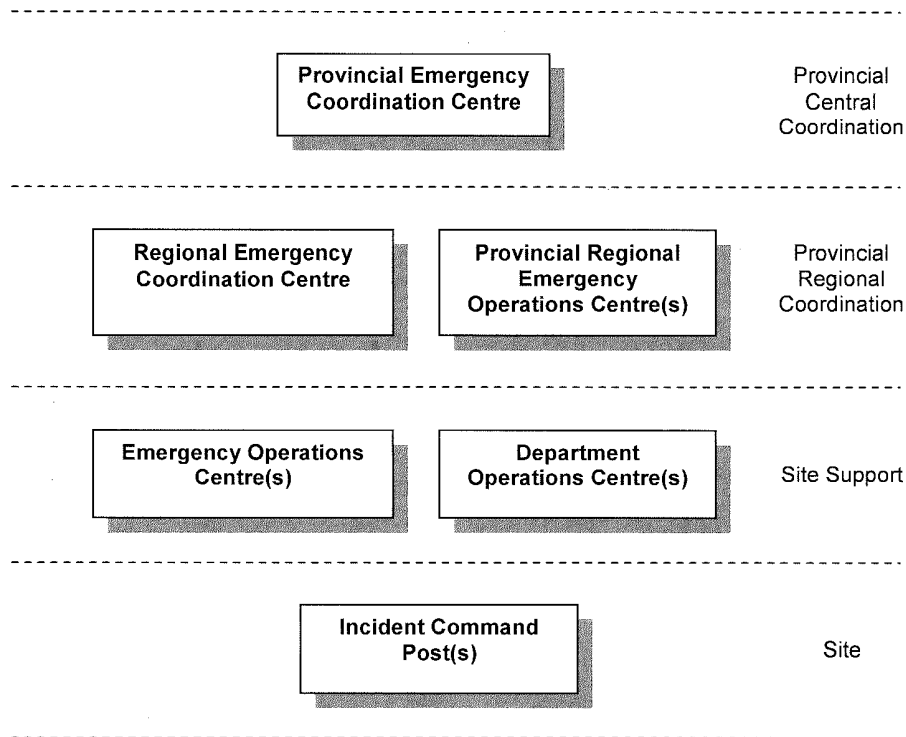 Provincial Emergency
Coordination Centre
Provincial
Central
Coordination
Regional Emergency
Coordination Centre
Provincial Regional
Emergency
Operations Centre(s)
Provincial
Regional
Coordination
Emergency Operations
Centre(s)
Department
Operations Centre(s)
Site Support
Incident Command
Post(s)
Site